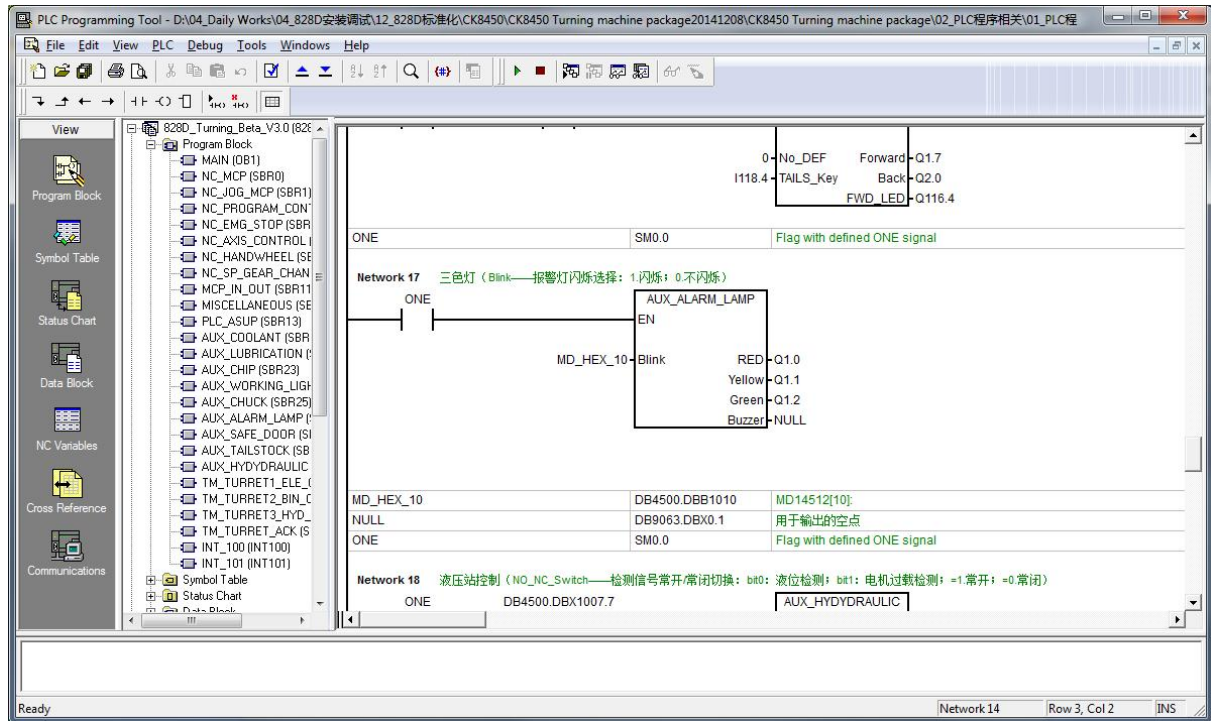 PLC Programming Tool - D:\04_Daily Works\04_828D安装调试\12_828D标准化\CK8450\CK8450 Turning machine package20141208\CK8450 Turning machine package\02_PLC程序相关\01_PLC程
File Edit View PLC Debug Tools Windows Help
View
Program Block
Symbol Table
Status Chart
Data Block
NC Variables
Cross Reference
Communications
828D_Turning_Beta_V3.0 (828
Program Block
MAIN (OB1)
NC_MCP (SBR0)
NC_JOG_MCP (SBR1)
NC_PROGRAM_CON
NC_EMG_STOP (SBR
NC_AXIS_CONTROL
NC_HANDWHEEL (SE
NC_SP_GEAR_CHAN
MCP_IN_OUT (SBR11
MISCELLANEOUS (SE
PLC_ASUP (SBR13)
AUX_COOLANT (SBR
AUX_LUBRICATION (
AUX_CHIP (SBR23)
AUX_WORKING_LIGH
AUX_CHUCK (SBR25)
AUX_ALARM_LAMP (
AUX_SAFE_DOOR (SI
AUX_TAILSTOCK (SB
AUX_HYDYDRAULIC
TM_TURRET1_ELE_(
TM_TURRET2_BIN_C
TM_TURRET3_HYD_
TM_TURRET_ACK (S
INT_100 (INT100)
INT_101 (INT101)
Symbol Table
Status Chart
Data Block
0 No_DEF Forward Q1.7
I118.4 TAILS_Key Back Q2.0
FWD_LED Q116.4
ONE SM0.0 Flag with defined ONE signal
Network 17 三色灯（Blink——报警灯闪烁选择：1.闪烁；0.不闪烁）
ONE AUX_ALARM_LAMP
EN
MD_HEX_10 Blink RED Q1.0
Yellow Q1.1
Green Q1.2
Buzzer NULL
MD_HEX_10 DB4500.DBB1010 MD14512[10]:
NULL DB9063.DBX0.1 用于输出的空点
ONE SM0.0 Flag with defined ONE signal
Network 18 液压站控制（NO_NC_Switch——检测信号常开/常闭切换：bit0：液位检测；bit1：电机过载检测；=1.常开；=0.常闭）
ONE DB4500.DBX1007.7 AUX_HYDYDRAULIC
Ready Network 14 Row 3, Col 2 INS